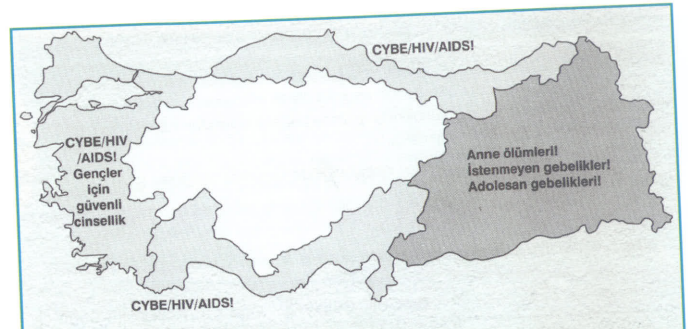 CYBE/HIV/AIDS!
CYBE/HIV
/AIDS!
Gençler
için
güvenli
cinsellik
Anne ölümleri!
İstenmeyen gebelikler!
Adolesan gebelikleri!
CYBE/HIV/AIDS!